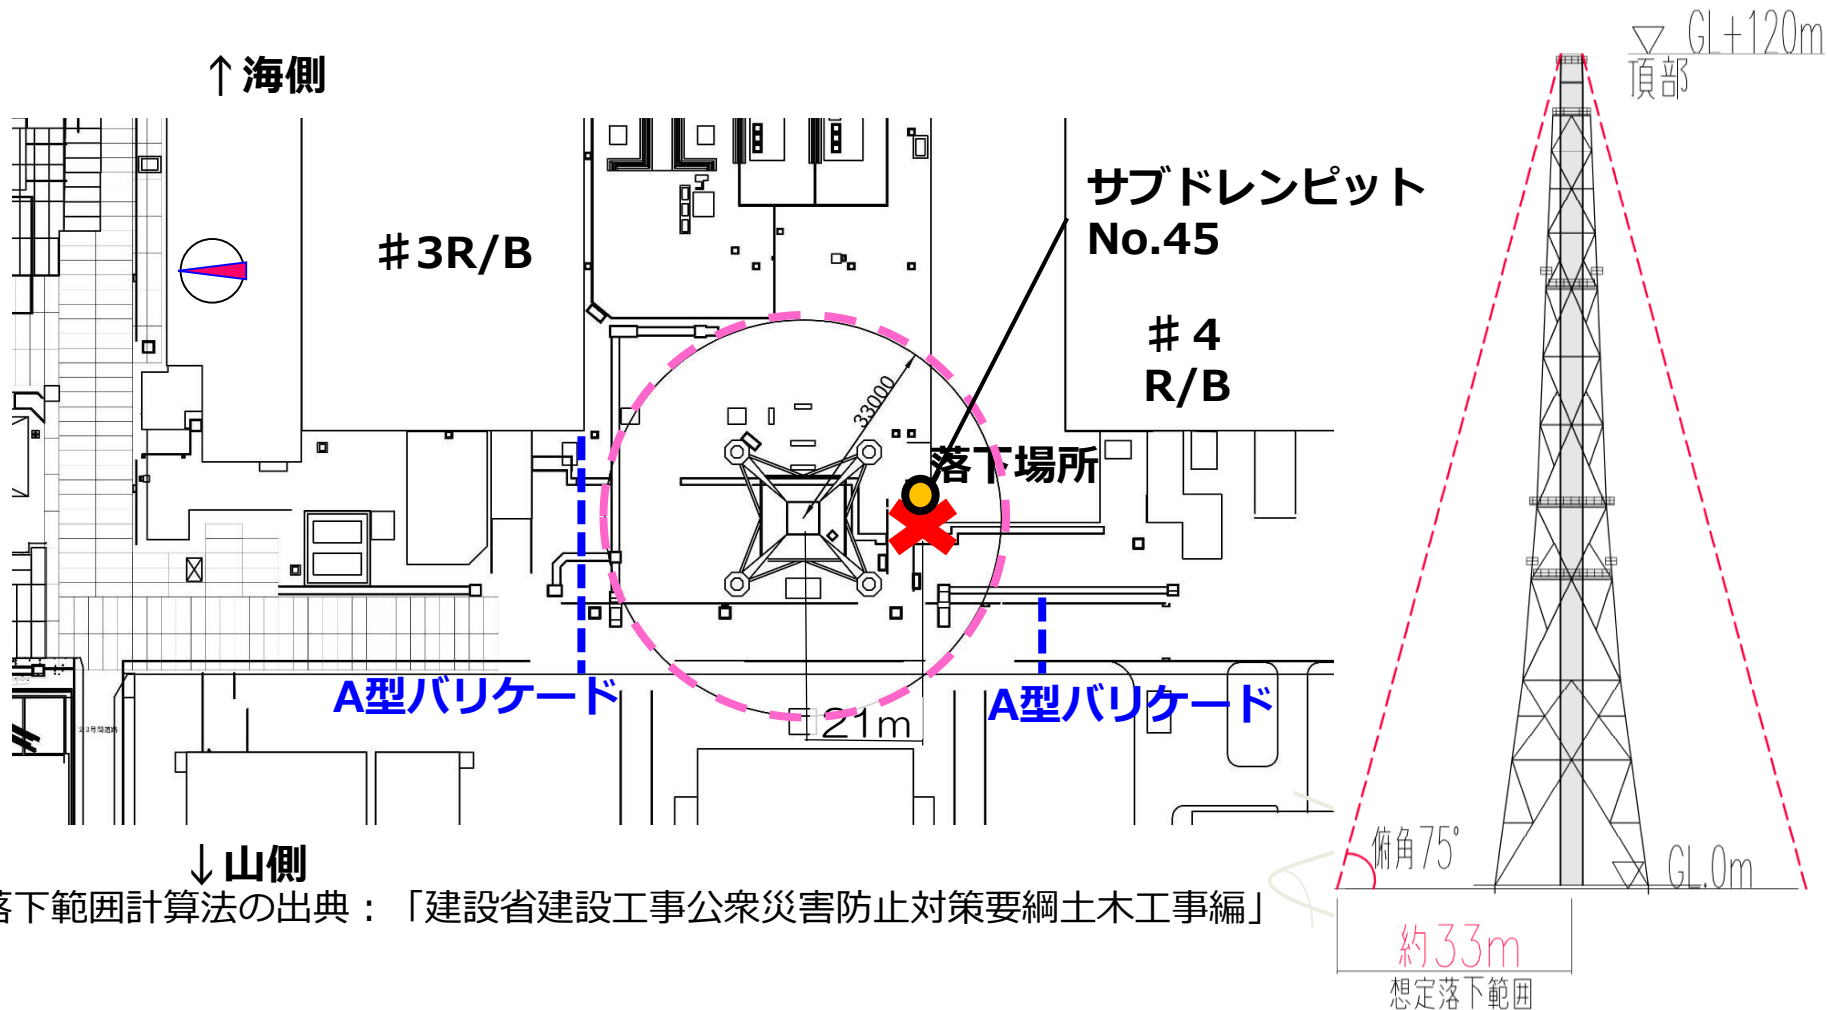 ↑海側
♯3R/B
サブドレンピット
No.45
♯4
R/B
33000
落下場所
A型バリケード
A型バリケード
21m
↓山側
落下範囲計算法の出典：「建設省建設工事公衆災害防止対策要綱土木工事編」
GL+120m
頂部
俯角75°
GL.0m
約33m
想定落下範囲